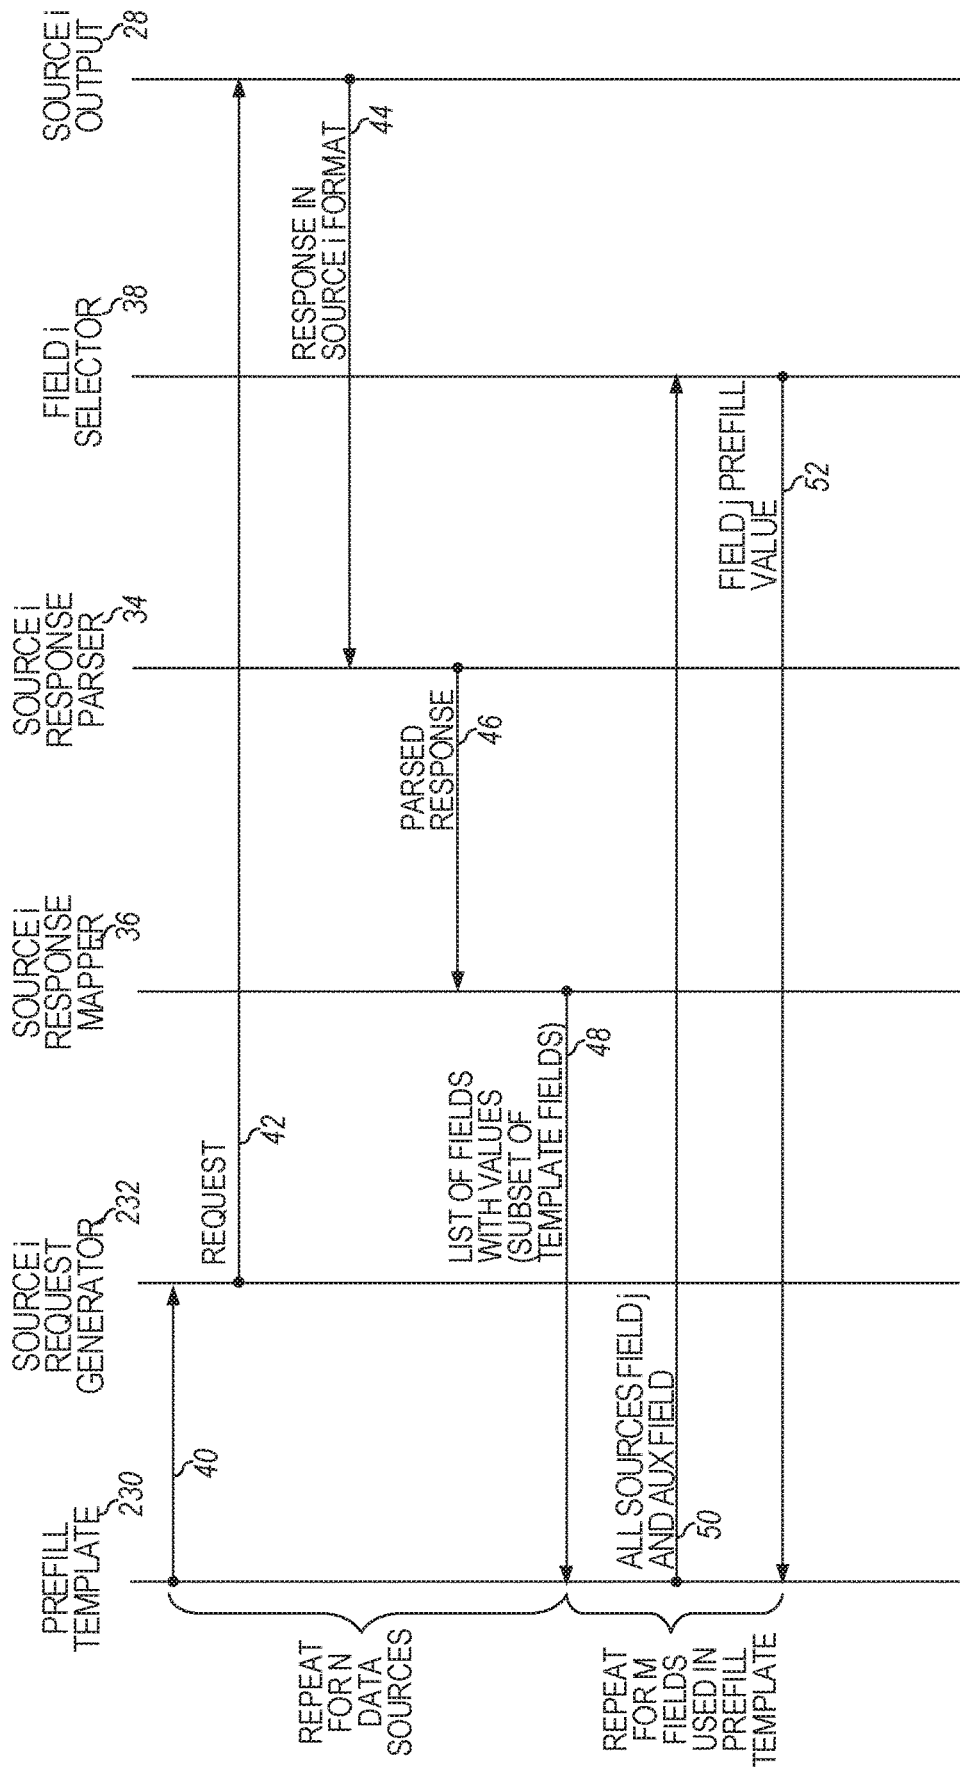 PREFILL
TEMPLATE
230
SOURCE i
REQUEST
GENERATOR
232
SOURCE i
RESPONSE
MAPPER
36
SOURCE i
RESPONSE
PARSER
34
FIELD i
SELECTOR
38
SOURCE i
OUTPUT
28
REPEAT
FOR N
DATA
SOURCES
40
REQUEST
42
RESPONSE IN
SOURCE i FORMAT
44
PARSED
RESPONSE
46
LIST OF FIELDS
WITH VALUES
(SUBSET OF
TEMPLATE FIELDS)
48
REPEAT
FOR M
FIELDS
USED IN
PREFILL
TEMPLATE
ALL SOURCES FIELD j
AND AUX FIELD
50
FIELD j PREFILL
VALUE
52